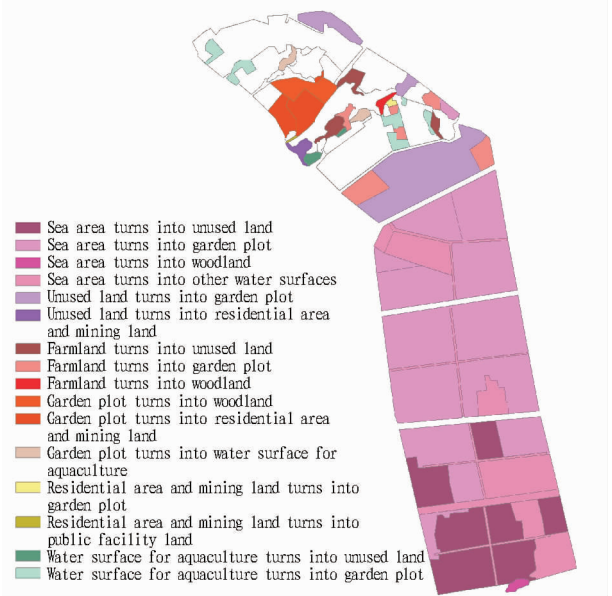 Sea area turns into unused land
Sea area turns into garden plot
Sea area turns into woodland
Sea area turns into other water surfaces
Unused land turns into garden plot
Unused land turns into residential area
and mining land
Farmland turns into unused land
Farmland turns into garden plot
Farmland turns into woodland
Garden plot turns into woodland
Garden plot turns into residential area
and mining land
Garden plot turns into water surface for
aquaculture
Residential area and mining land turns into
garden plot
Residential area and mining land turns into
public facility land
Water surface for aquaculture turns into unused land
Water surface for aquaculture turns into garden plot